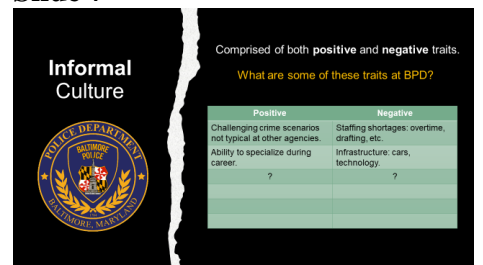 Informal
Culture
POLICE DEPARTMENT
BALTIMORE
POLICE
BALTIMORE, MARYLAND
Comprised of both positive and negative traits.
What are some of these traits at BPD?
Positive Negative
Challenging crime scenarios Staffing shortages: overtime,
not typical at other agencies. drafting, etc.
Ability to specialize during Infrastructure: cars,
career. technology.
? ?